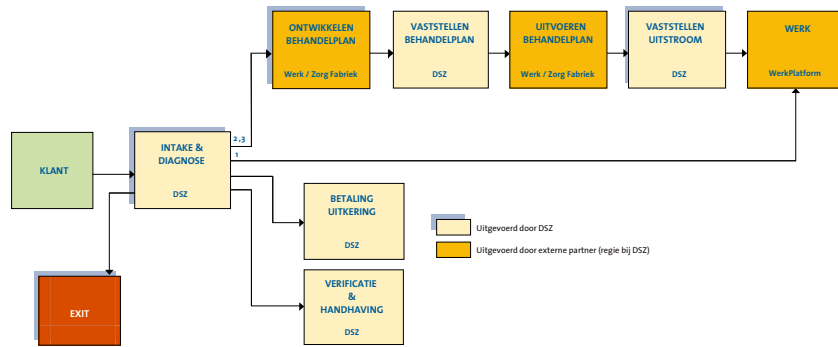 ONTWIKKELEN
BEHANDELPLAN
Werk / Zorg Fabriek
VASTSTELLEN
BEHANDELPLAN
DSZ
UITVOEREN
BEHANDELPLAN
Werk / Zorg Fabriek
VASTSTELLEN
UITSTROOM
DSZ
WERK
WerkPlatform
2,3
1
KLANT
INTAKE &
DIAGNOSE
DSZ
BETALING
UITKERING
DSZ
Uitgevoerd door DSZ
Uitgevoerd door externe partner (regie bij DSZ)
EXIT
VERIFICATIE
&
HANDHAVING
DSZ